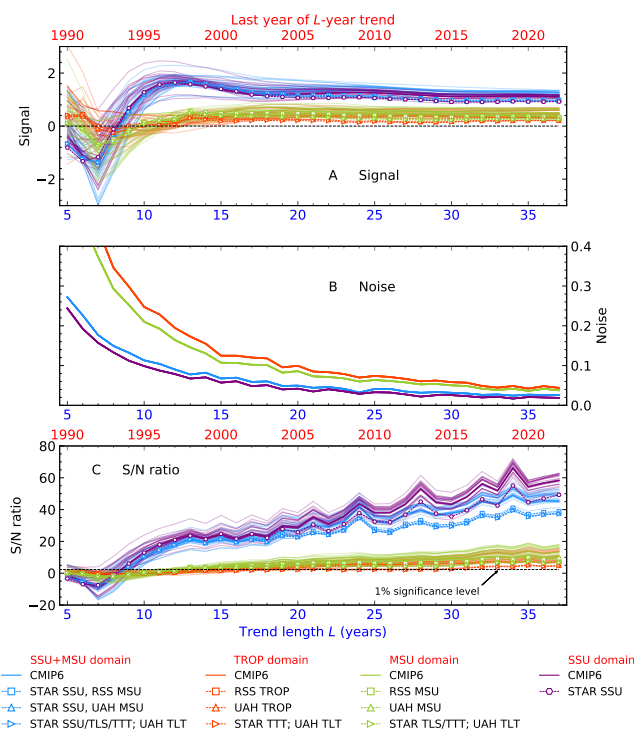 Last year of L-year trend
1990 1995 2000 2005 2010 2015 2020
2
0
−2
Signal
A Signal
5 10 15 20 25 30 35
0.4
0.3
0.2
0.1
0.0
Noise
B Noise
5 10 15 20 25 30 35
1990 1995 2000 2005 2010 2015 2020
80
60
40
20
0
−20
S/N ratio
C S/N ratio
1% significance level
5 10 15 20 25 30 35
Trend length L (years)
SSU+MSU domain TROP domain MSU domain SSU domain
CMIP6 CMIP6 CMIP6 CMIP6
STAR SSU, RSS MSU RSS TROP RSS MSU STAR SSU
STAR SSU, UAH MSU UAH TROP UAH MSU
STAR SSU/TLS/TTT; UAH TLT STAR TTT; UAH TLT STAR TLS/TTT; UAH TLT